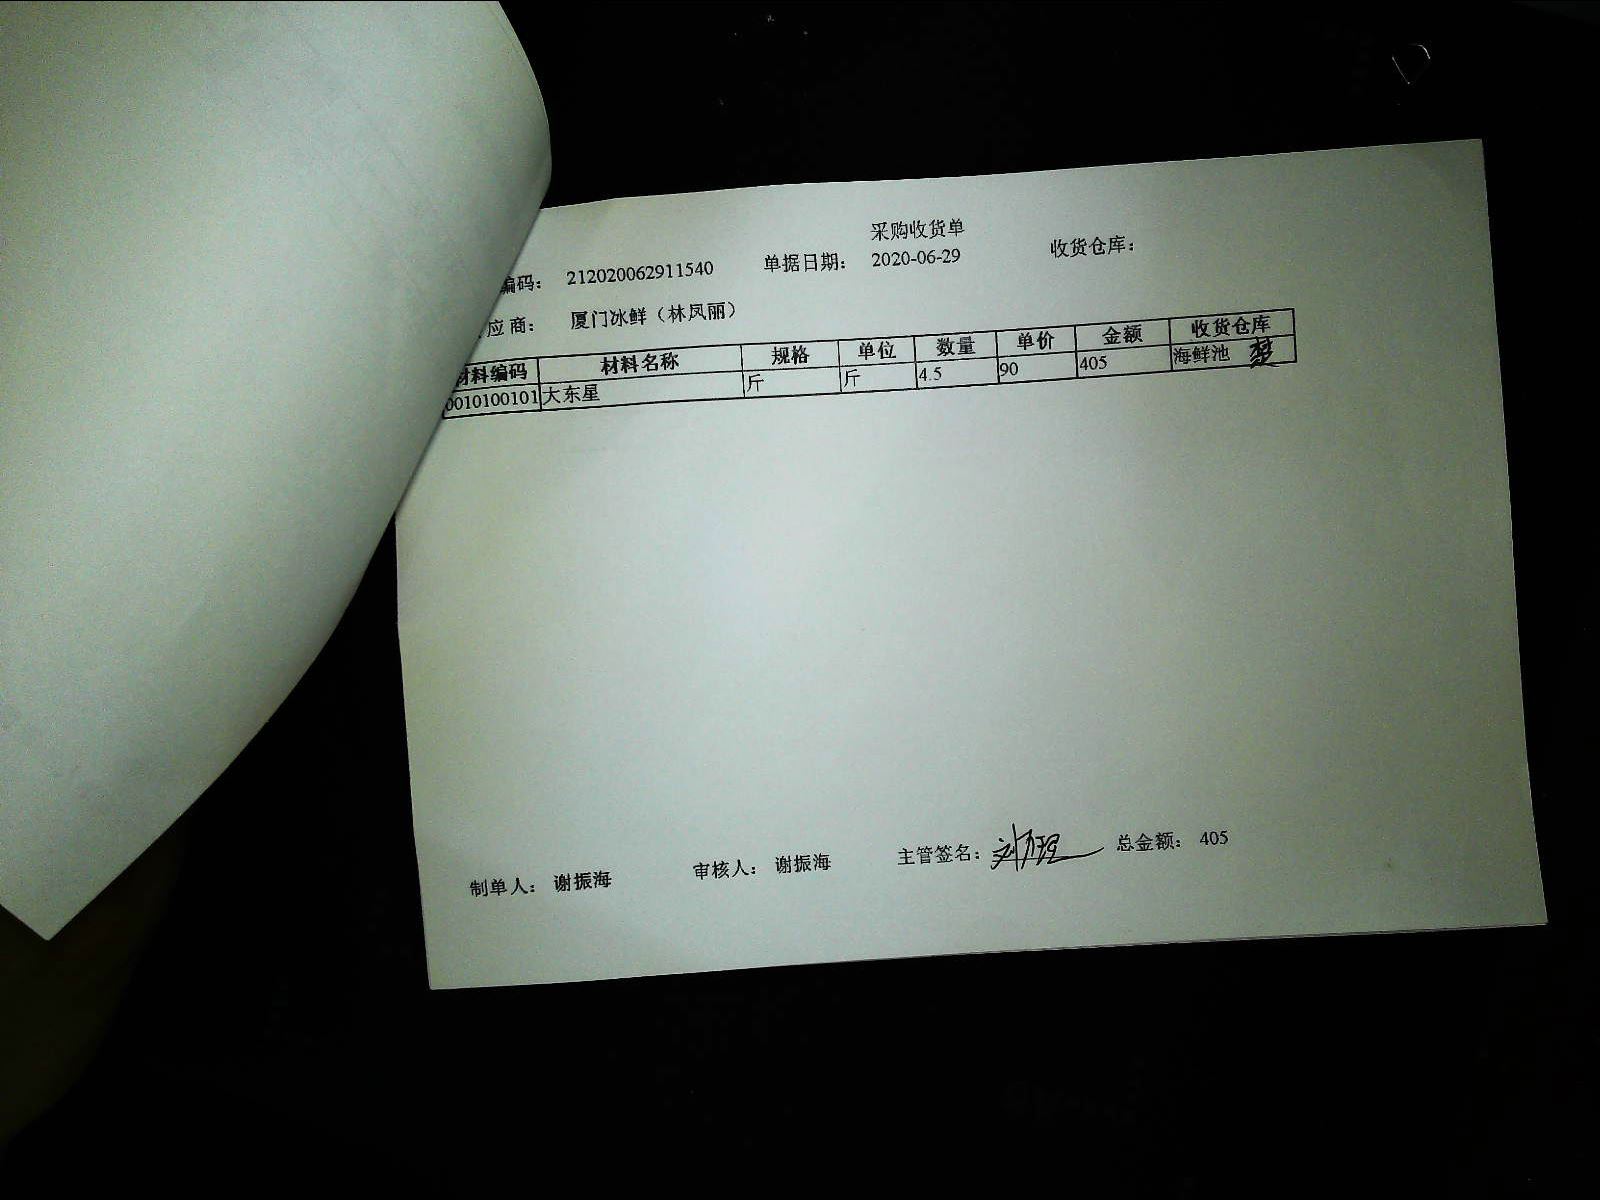 采购收货单
编码： 212020062911540 单据日期： 2020-06-29 收货仓库：
应商： 厦门冰鲜（林凤丽）
材料编码 材料名称 规格 单位 数量 单价 金额 收货仓库
0010100101 大东星 斤 斤 4.5 90 405 海鲜池
制单人： 谢振海 审核人： 谢振海 主管签名： 总金额： 405